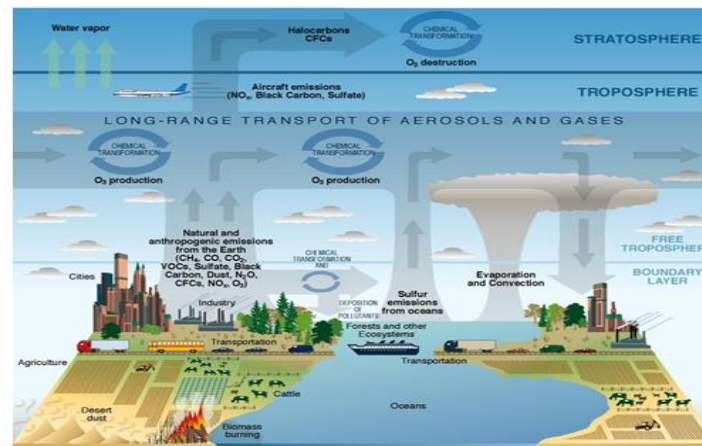 Water vapor
Halocarbons
CFCs
CHEMICAL
TRANSFORMATION
O₃ destruction
STRATOSPHERE
Aircraft emissions
(NOₓ, Black Carbon, Sulfate)
TROPOSPHERE
LONG-RANGE TRANSPORT OF AEROSOLS AND GASES
CHEMICAL
TRANSFORMATION
O₃ production
CHEMICAL
TRANSFORMATION
O₃ production
Natural and
anthropogenic emissions
from the Earth
(CH₄, CO, CO₂,
VOCs, Sulfate, Black
Carbon, Dust, N₂O,
CFCs, NOₓ, O₃)
CHEMICAL
TRANSFORMATION
AND
DEPOSITION
OF
POLLUTANTS
FREE
TROPOSPHERE
BOUNDARY
LAYER
Cities
Industry
Sulfur
emissions
from oceans
Evaporation
and Convection
Forests and other
Ecosystems
Transportation
Transportation
Agriculture
Cattle
Desert
dust
Biomass
burning
Oceans